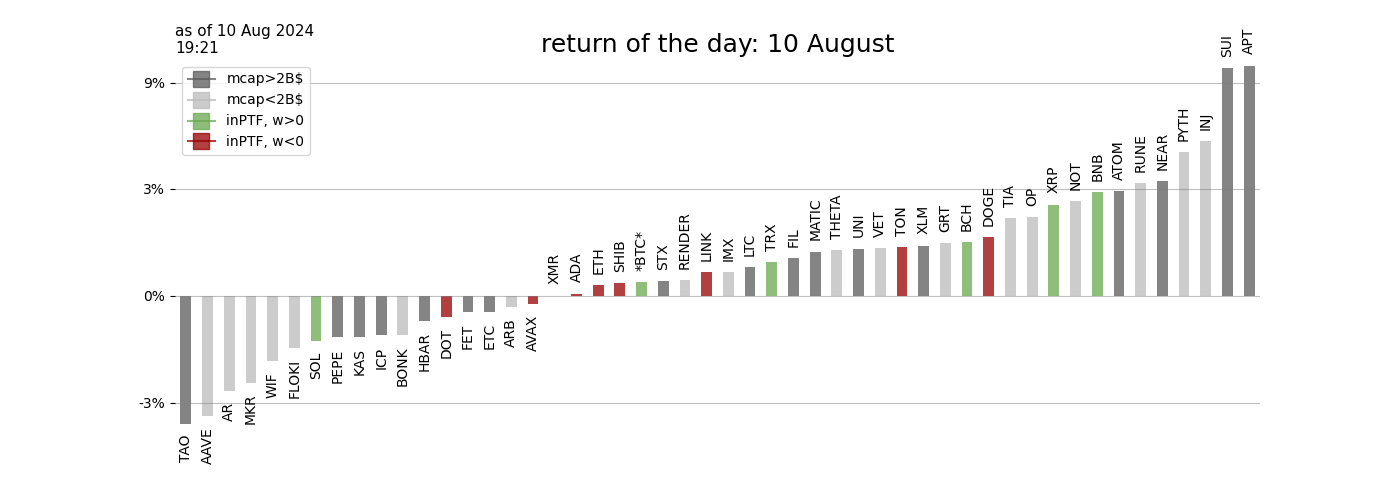 as of 10 Aug 2024
19:21
return of the day: 10 August
mcap>2B$
mcap<2B$
inPTF, w>0
inPTF, w<0
9%
3%
0%
-3%
TAO
AAVE
AR
MKR
WIF
FLOKI
SOL
PEPE
KAS
ICP
BONK
HBAR
DOT
FET
ETC
ARB
AVAX
XMR
ADA
ETH
SHIB
*BTC*
STX
RENDER
LINK
IMX
LTC
TRX
FIL
MATIC
THETA
UNI
VET
TON
XLM
GRT
BCH
DOGE
TIA
OP
XRP
NOT
BNB
ATOM
RUNE
NEAR
PYTH
INJ
SUI
APT